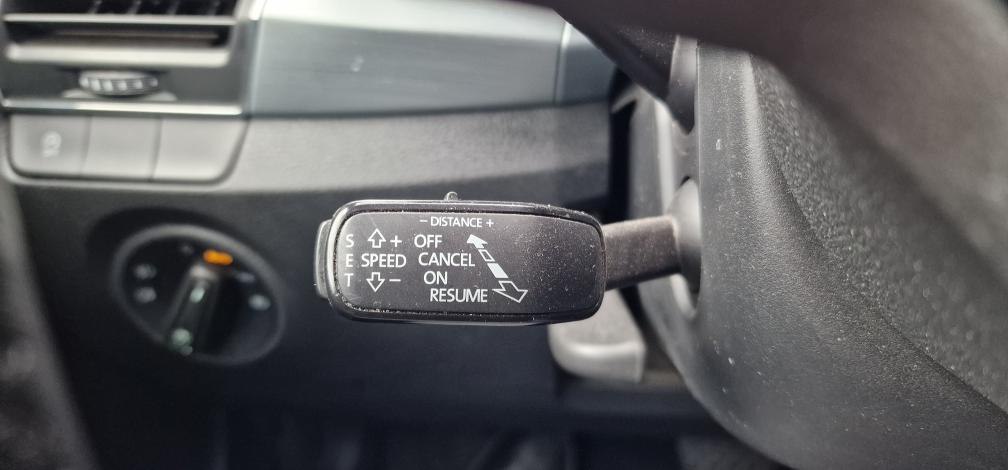 - DISTANCE +
S + OFF
E SPEED CANCEL
T - ON
RESUME